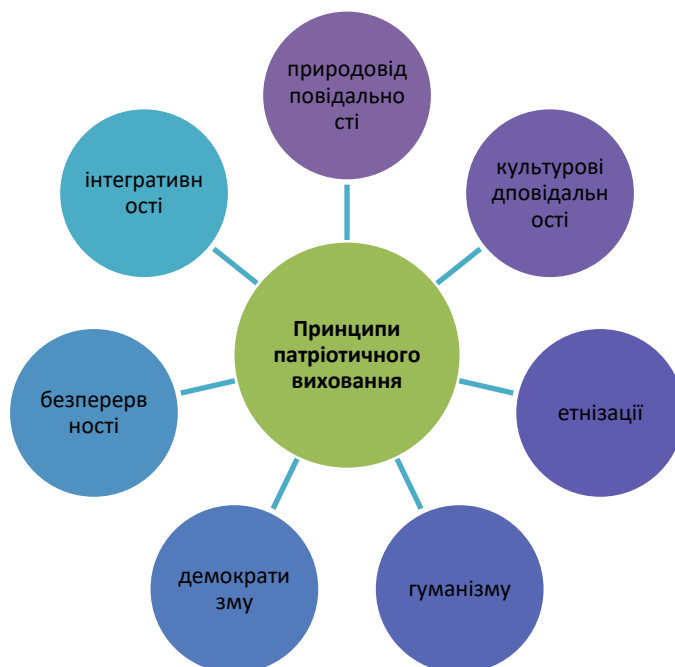 природовід
повідально
сті
культурові
дповідальн
ості
етнізації
гуманізму
демократи
зму
безперерв
ності
інтегративн
ості
Принципи
патріотичного
виховання